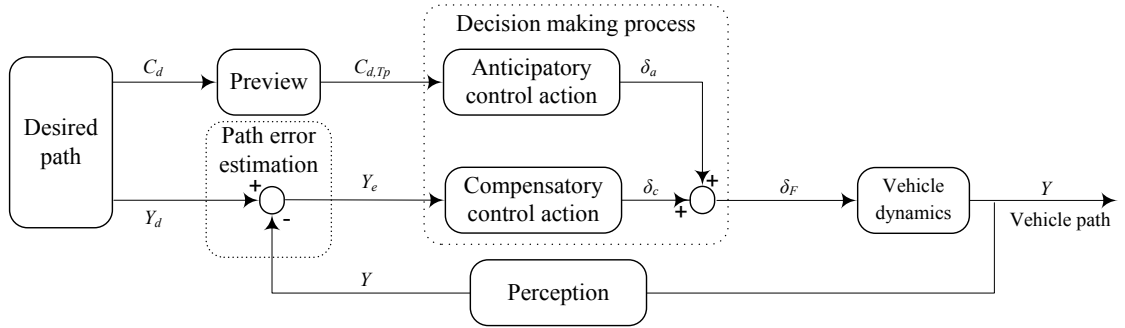 Decision making process
C_d
Preview
C_{d,Tp}
Anticipatory
control action
δ_a
Desired
path
Path error
estimation
Y_d
+
-
Y_e
Compensatory
control action
δ_c
+
+
δ_F
Vehicle
dynamics
Y
Vehicle path
Y
Perception